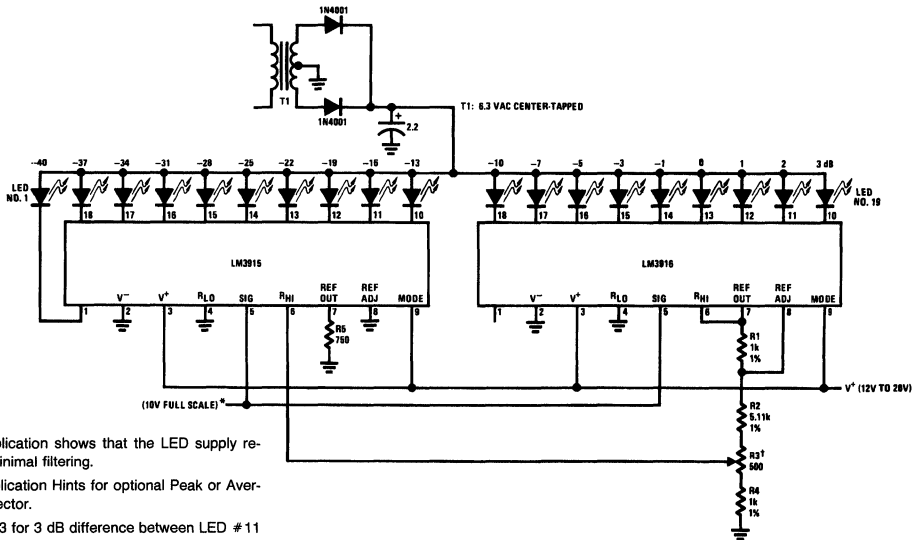 1N4001
T1
1N4001
+
2.2
T1: 6.3 VAC CENTER-TAPPED
-40 -37 -34 -31 -28 -25 -22 -19 -16 -13 -10 -7 -5 -3 -1 0 1 2 3 dB
LED
NO. 1
LED
NO. 19
18 17 16 15 14 13 12 11 10
18 17 16 15 14 13 12 11 10
LM3915
LM3916
V− V+ RLO SIG RHI REF OUT REF ADJ MODE
V− V+ RLO SIG RHI REF OUT REF ADJ MODE
1 2 3 4 5 6 7 8 9
1 2 3 4 5 6 7 8 9
R5
750
R1
1k
1%
V+ (12V TO 28V)
(10V FULL SCALE)*
R2
5.11k
1%
R3†
500
R4
1k
1%
plication shows that the LED supply re-
inimal filtering.
plication Hints for optional Peak or Aver-
ector.
3 for 3 dB difference between LED #11